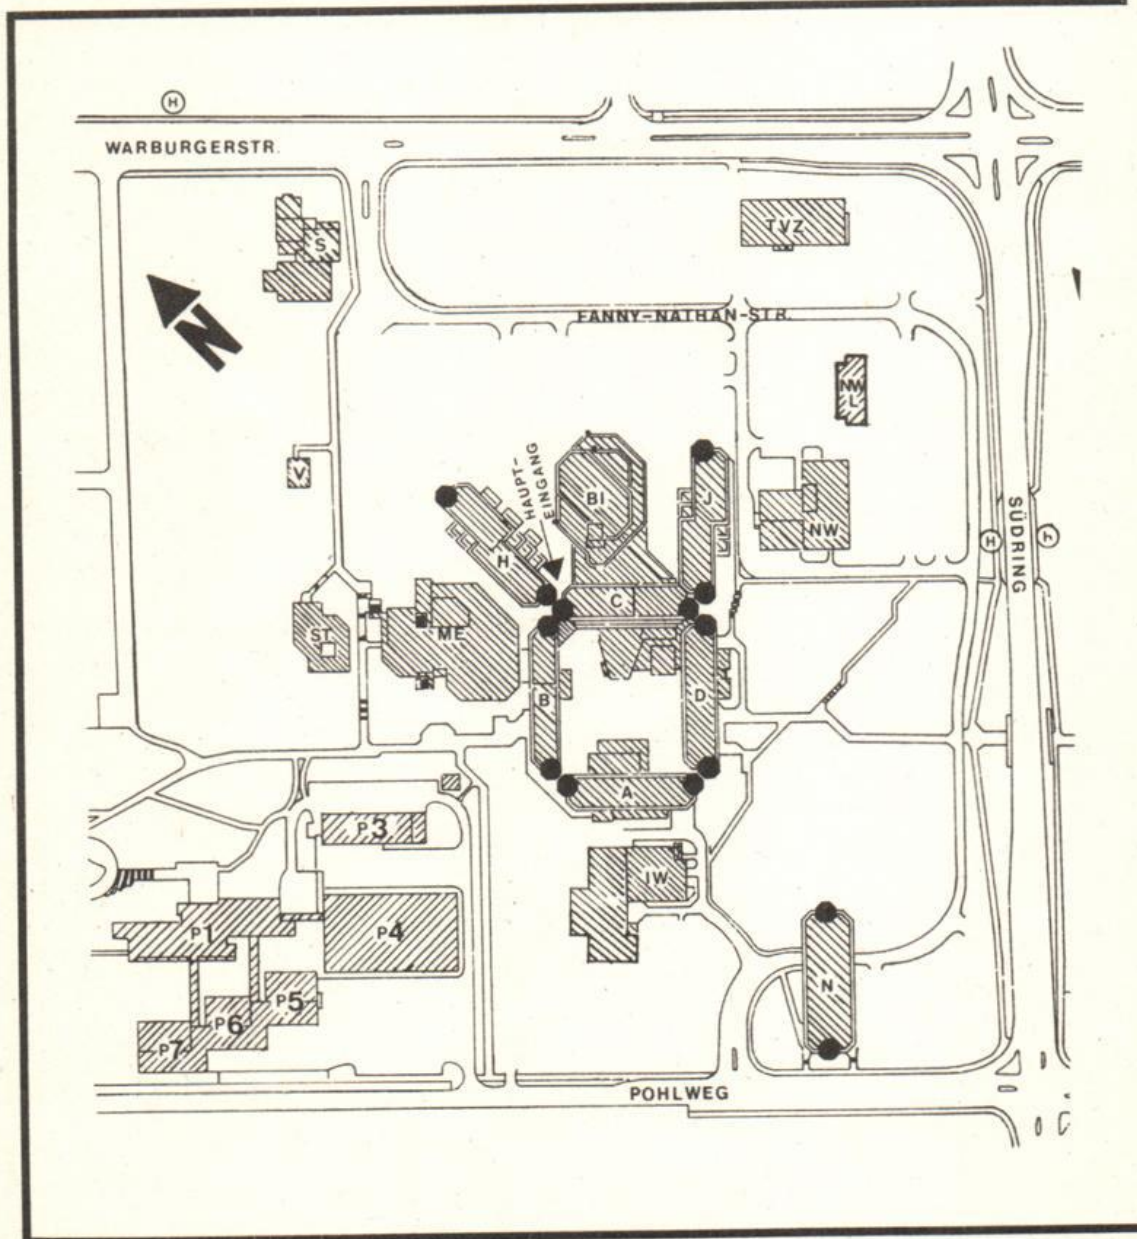 H
WARBURGERSTR.
S
TVZ
N
FANNY-NATHAN-STR.
NW
L
V
HAUPT-
EINGANG
BI
J
NW
SÜDRING
H
H
H
C
ST
ME
B
D
A
P3
IW
P1
P4
N
P5
P6
P7
POHLWEG